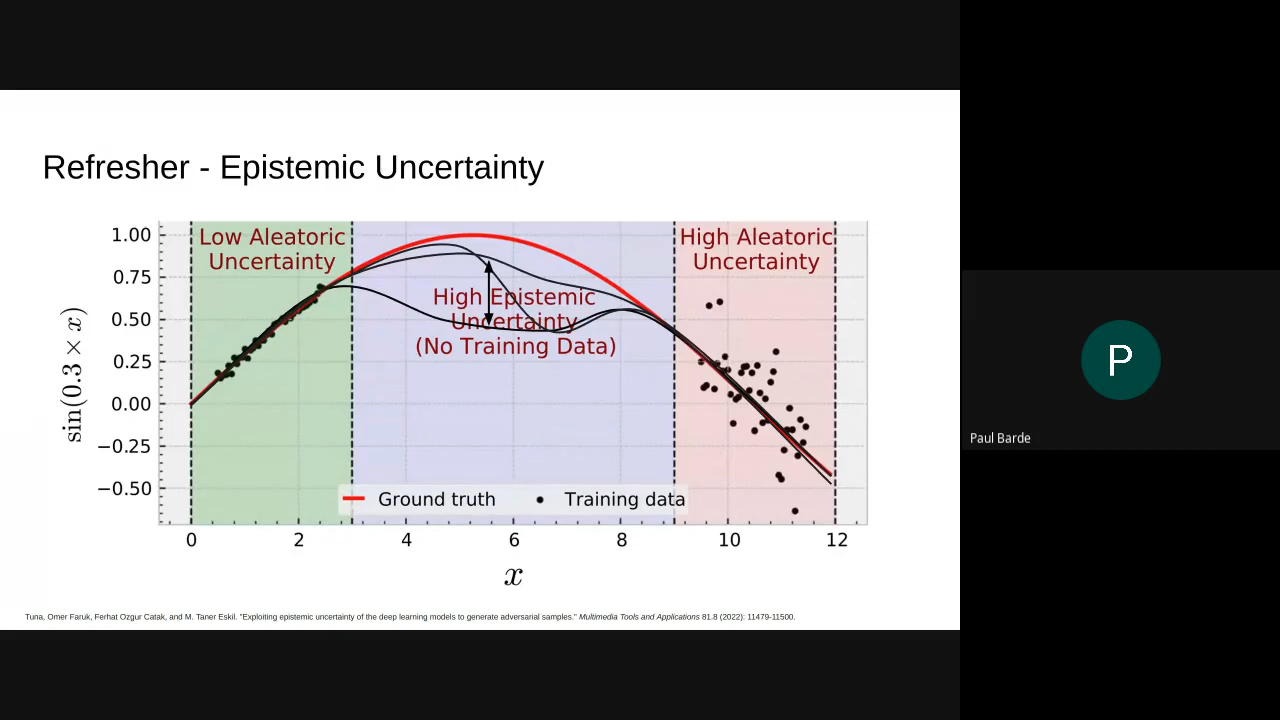 Refresher - Epistemic Uncertainty
1.00
0.75
0.50
0.25
0.00
−0.25
−0.50
sin(0.3 × x)
Low Aleatoric
Uncertainty
High Epistemic
Uncertainty
(No Training Data)
High Aleatoric
Uncertainty
Ground truth
Training data
0 2 4 6 8 10 12
x
Tuna, Omer Faruk, Ferhat Ozgur Catak, and M. Taner Eskil. "Exploiting epistemic uncertainty of the deep learning models to generate adversarial samples." Multimedia Tools and Applications 81.8 (2022): 11479-11500.
P
Paul Barde